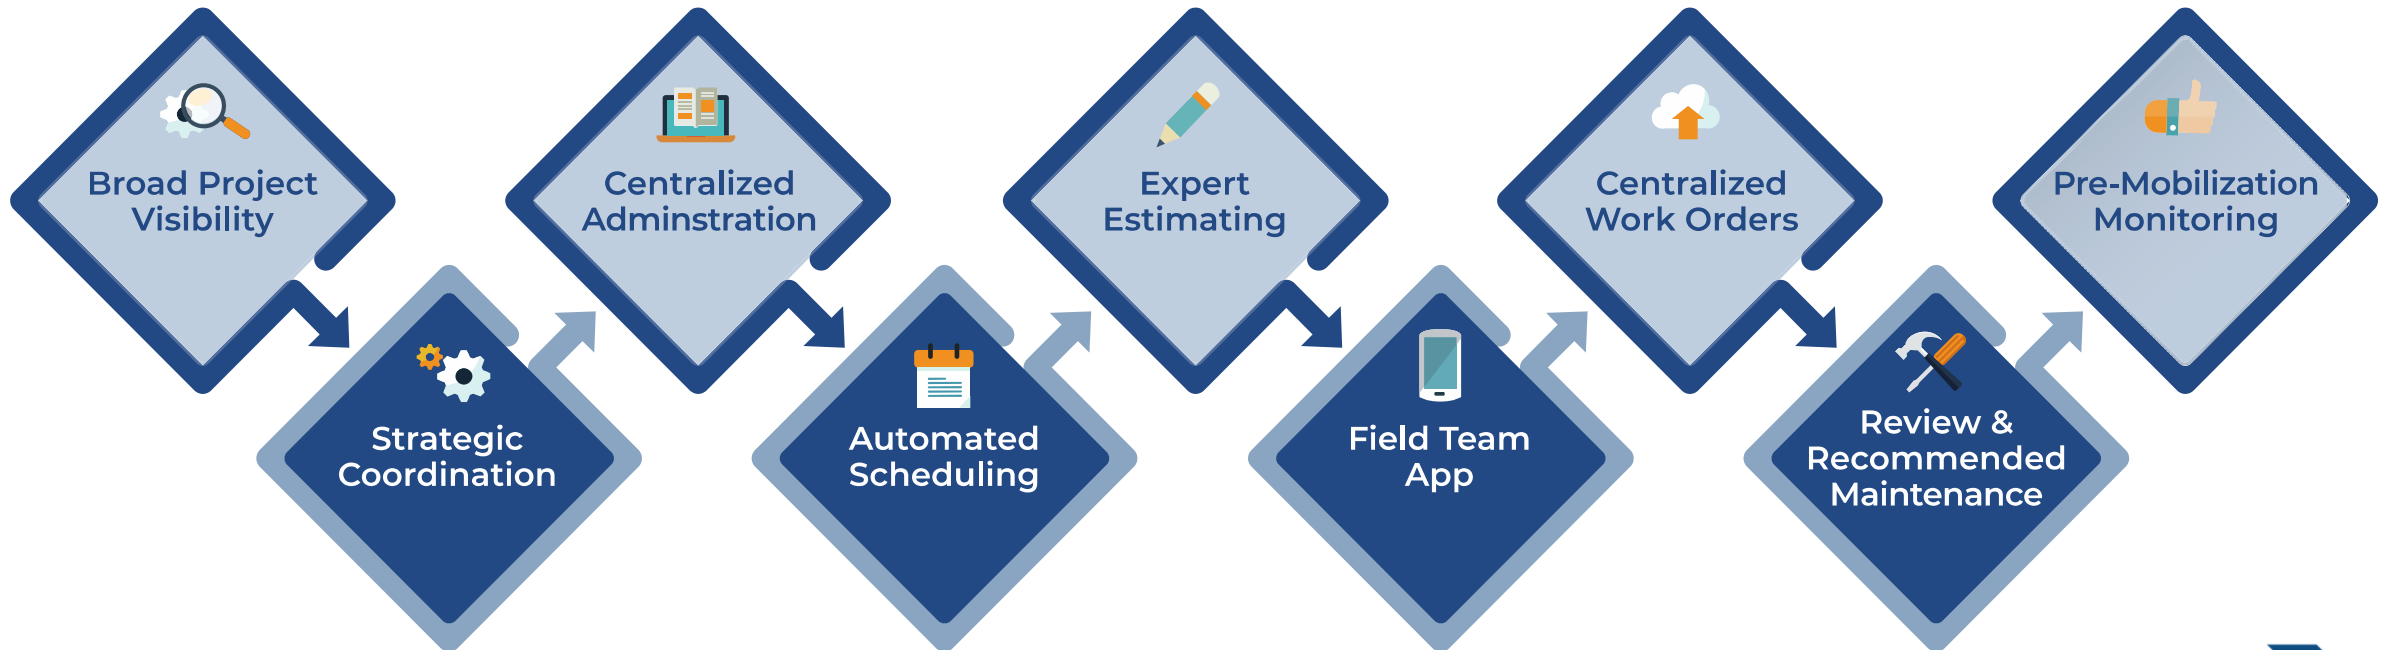 Broad Project
Visibility
Strategic
Coordination
Centralized
Adminstration
Automated
Scheduling
Expert
Estimating
Field Team
App
Centralized
Work Orders
Review &
Recommended
Maintenance
Pre-Mobilization
Monitoring